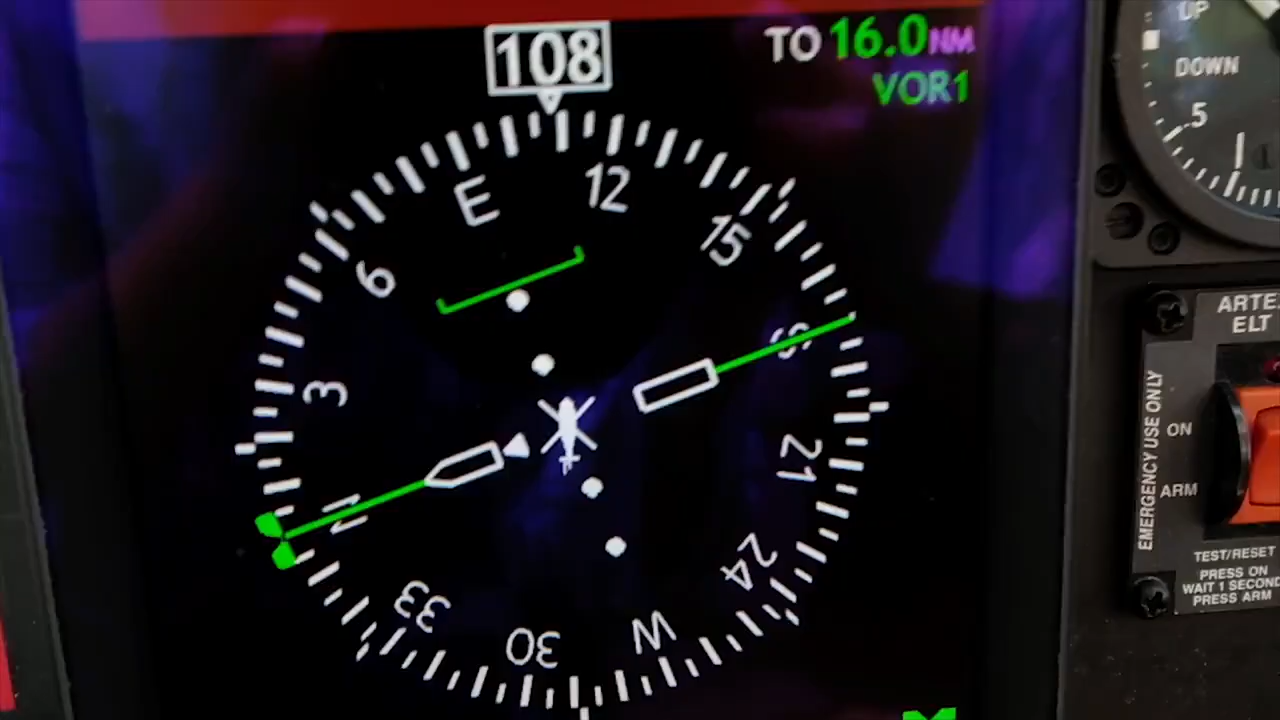 108
TO 16.0NM
VOR1
E
12
15
6
S
3
21
N
24
33
W
30
UP
DOWN
.5
1
ELT
EMERGENCY USE ONLY
ON
ARM
TEST/RESET
PRESS ON
WAIT 1 SECOND
PRESS ARM